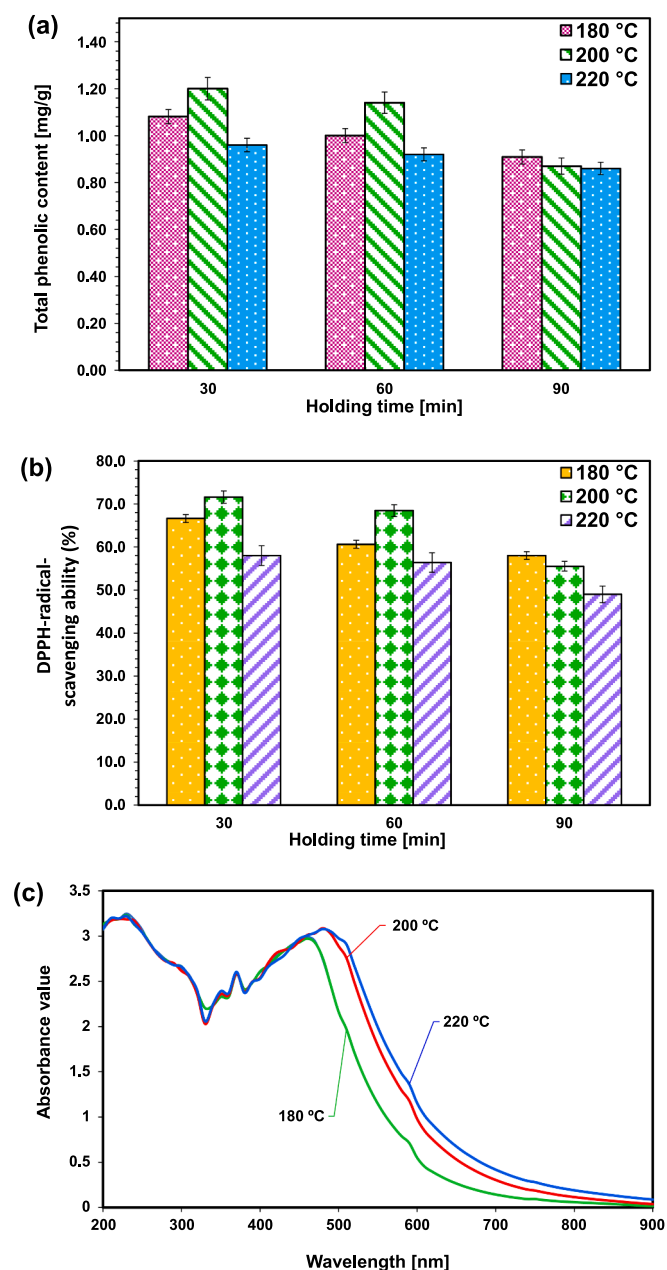 (a)
180 °C
200 °C
220 °C
Total phenolic content [mg/g]
1.40
1.20
1.00
0.80
0.60
0.40
0.20
0.00
30 60 90
Holding time [min]
(b)
180 °C
200 °C
220 °C
DPPH-radical-
scavenging ability (%)
80.0
70.0
60.0
50.0
40.0
30.0
20.0
10.0
0.0
30 60 90
Holding time [min]
(c)
Absorbance value
3.5
3
2.5
2
1.5
1
0.5
0
200 ºC
220 ºC
180 ºC
200 300 400 500 600 700 800 900
Wavelength [nm]